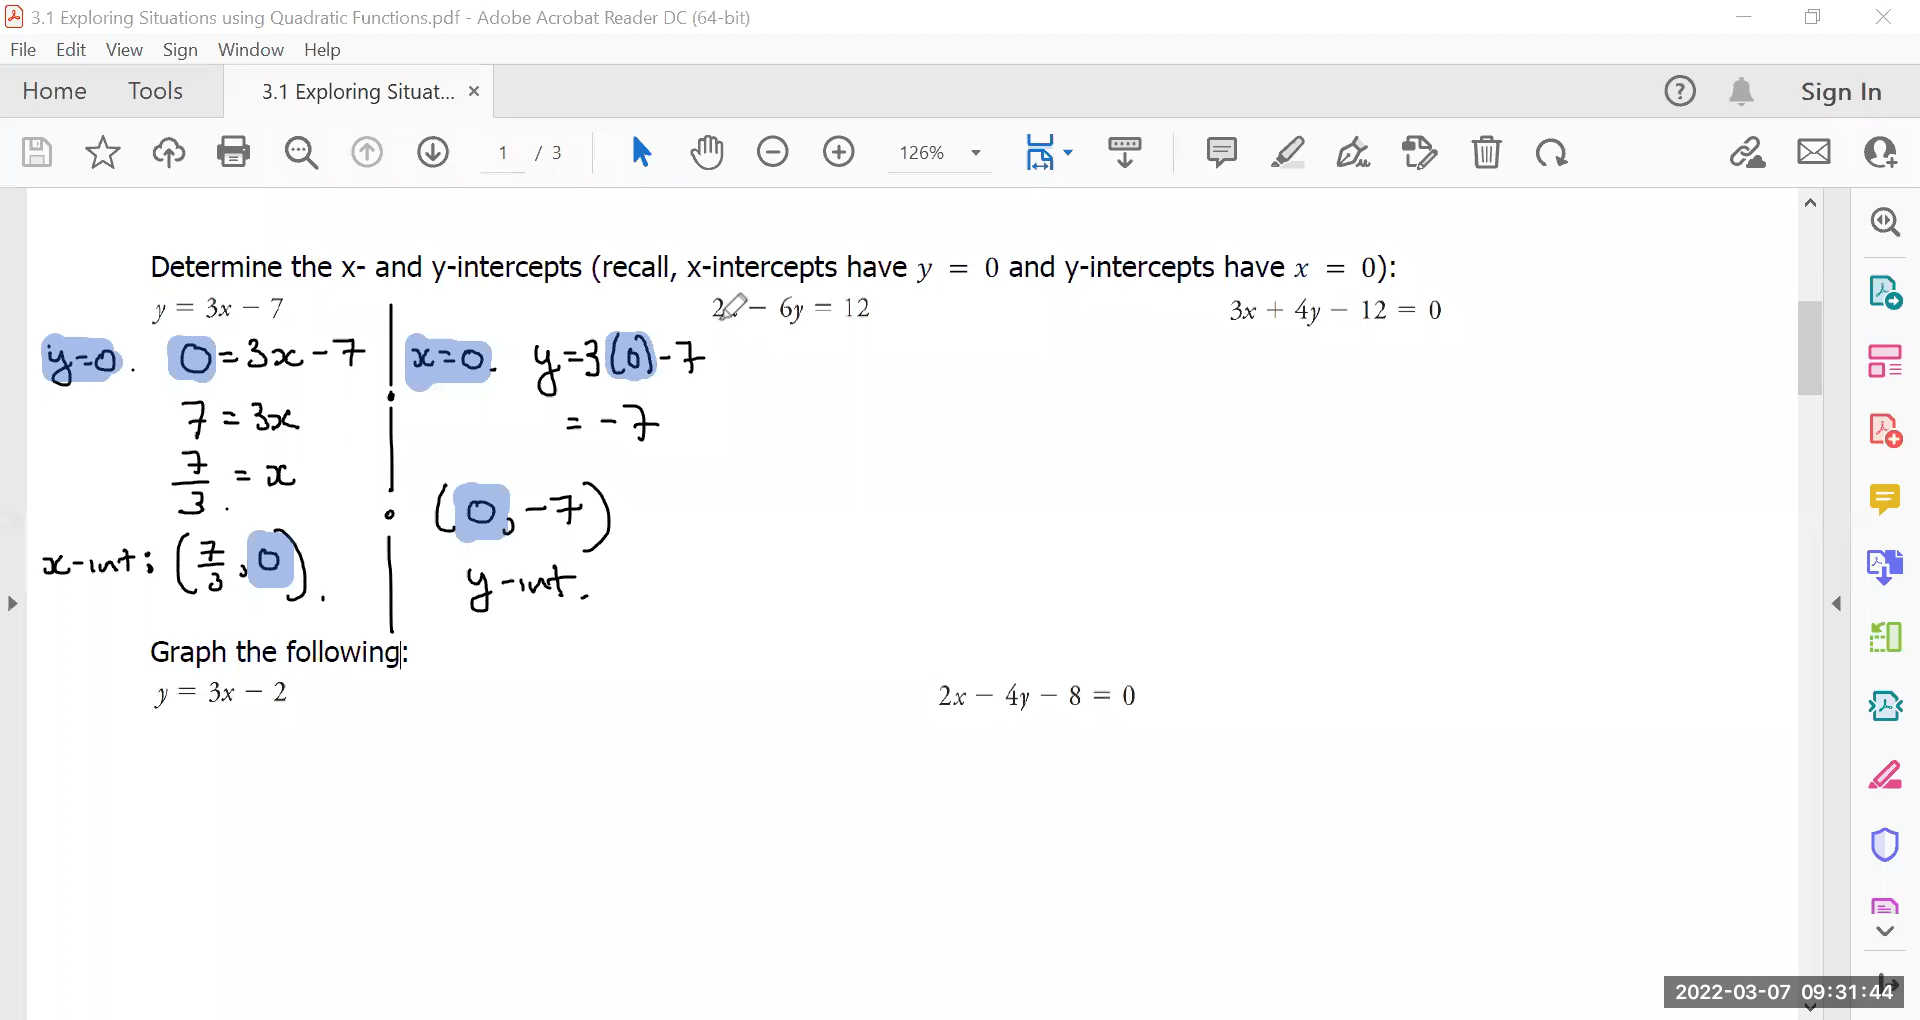 3.1 Exploring Situations using Quadratic Functions.pdf - Adobe Acrobat Reader DC (64-bit)
File Edit View Sign Window Help
Home Tools 3.1 Exploring Situat... × Sign In
1 / 3 126%
Determine the x- and y-intercepts (recall, x-intercepts have y = 0 and y-intercepts have x = 0):
y = 3x − 7
y=0. 0=3x-7
7 = 3x
7/3 = x.
x-int: (7/3, 0).
x=0. y=3(0)-7
= -7
(0, -7)
y-int.
− 6y = 12
3x + 4y − 12 = 0
Graph the following:
y = 3x − 2
2x − 4y − 8 = 0
2022-03-07 09:31:44